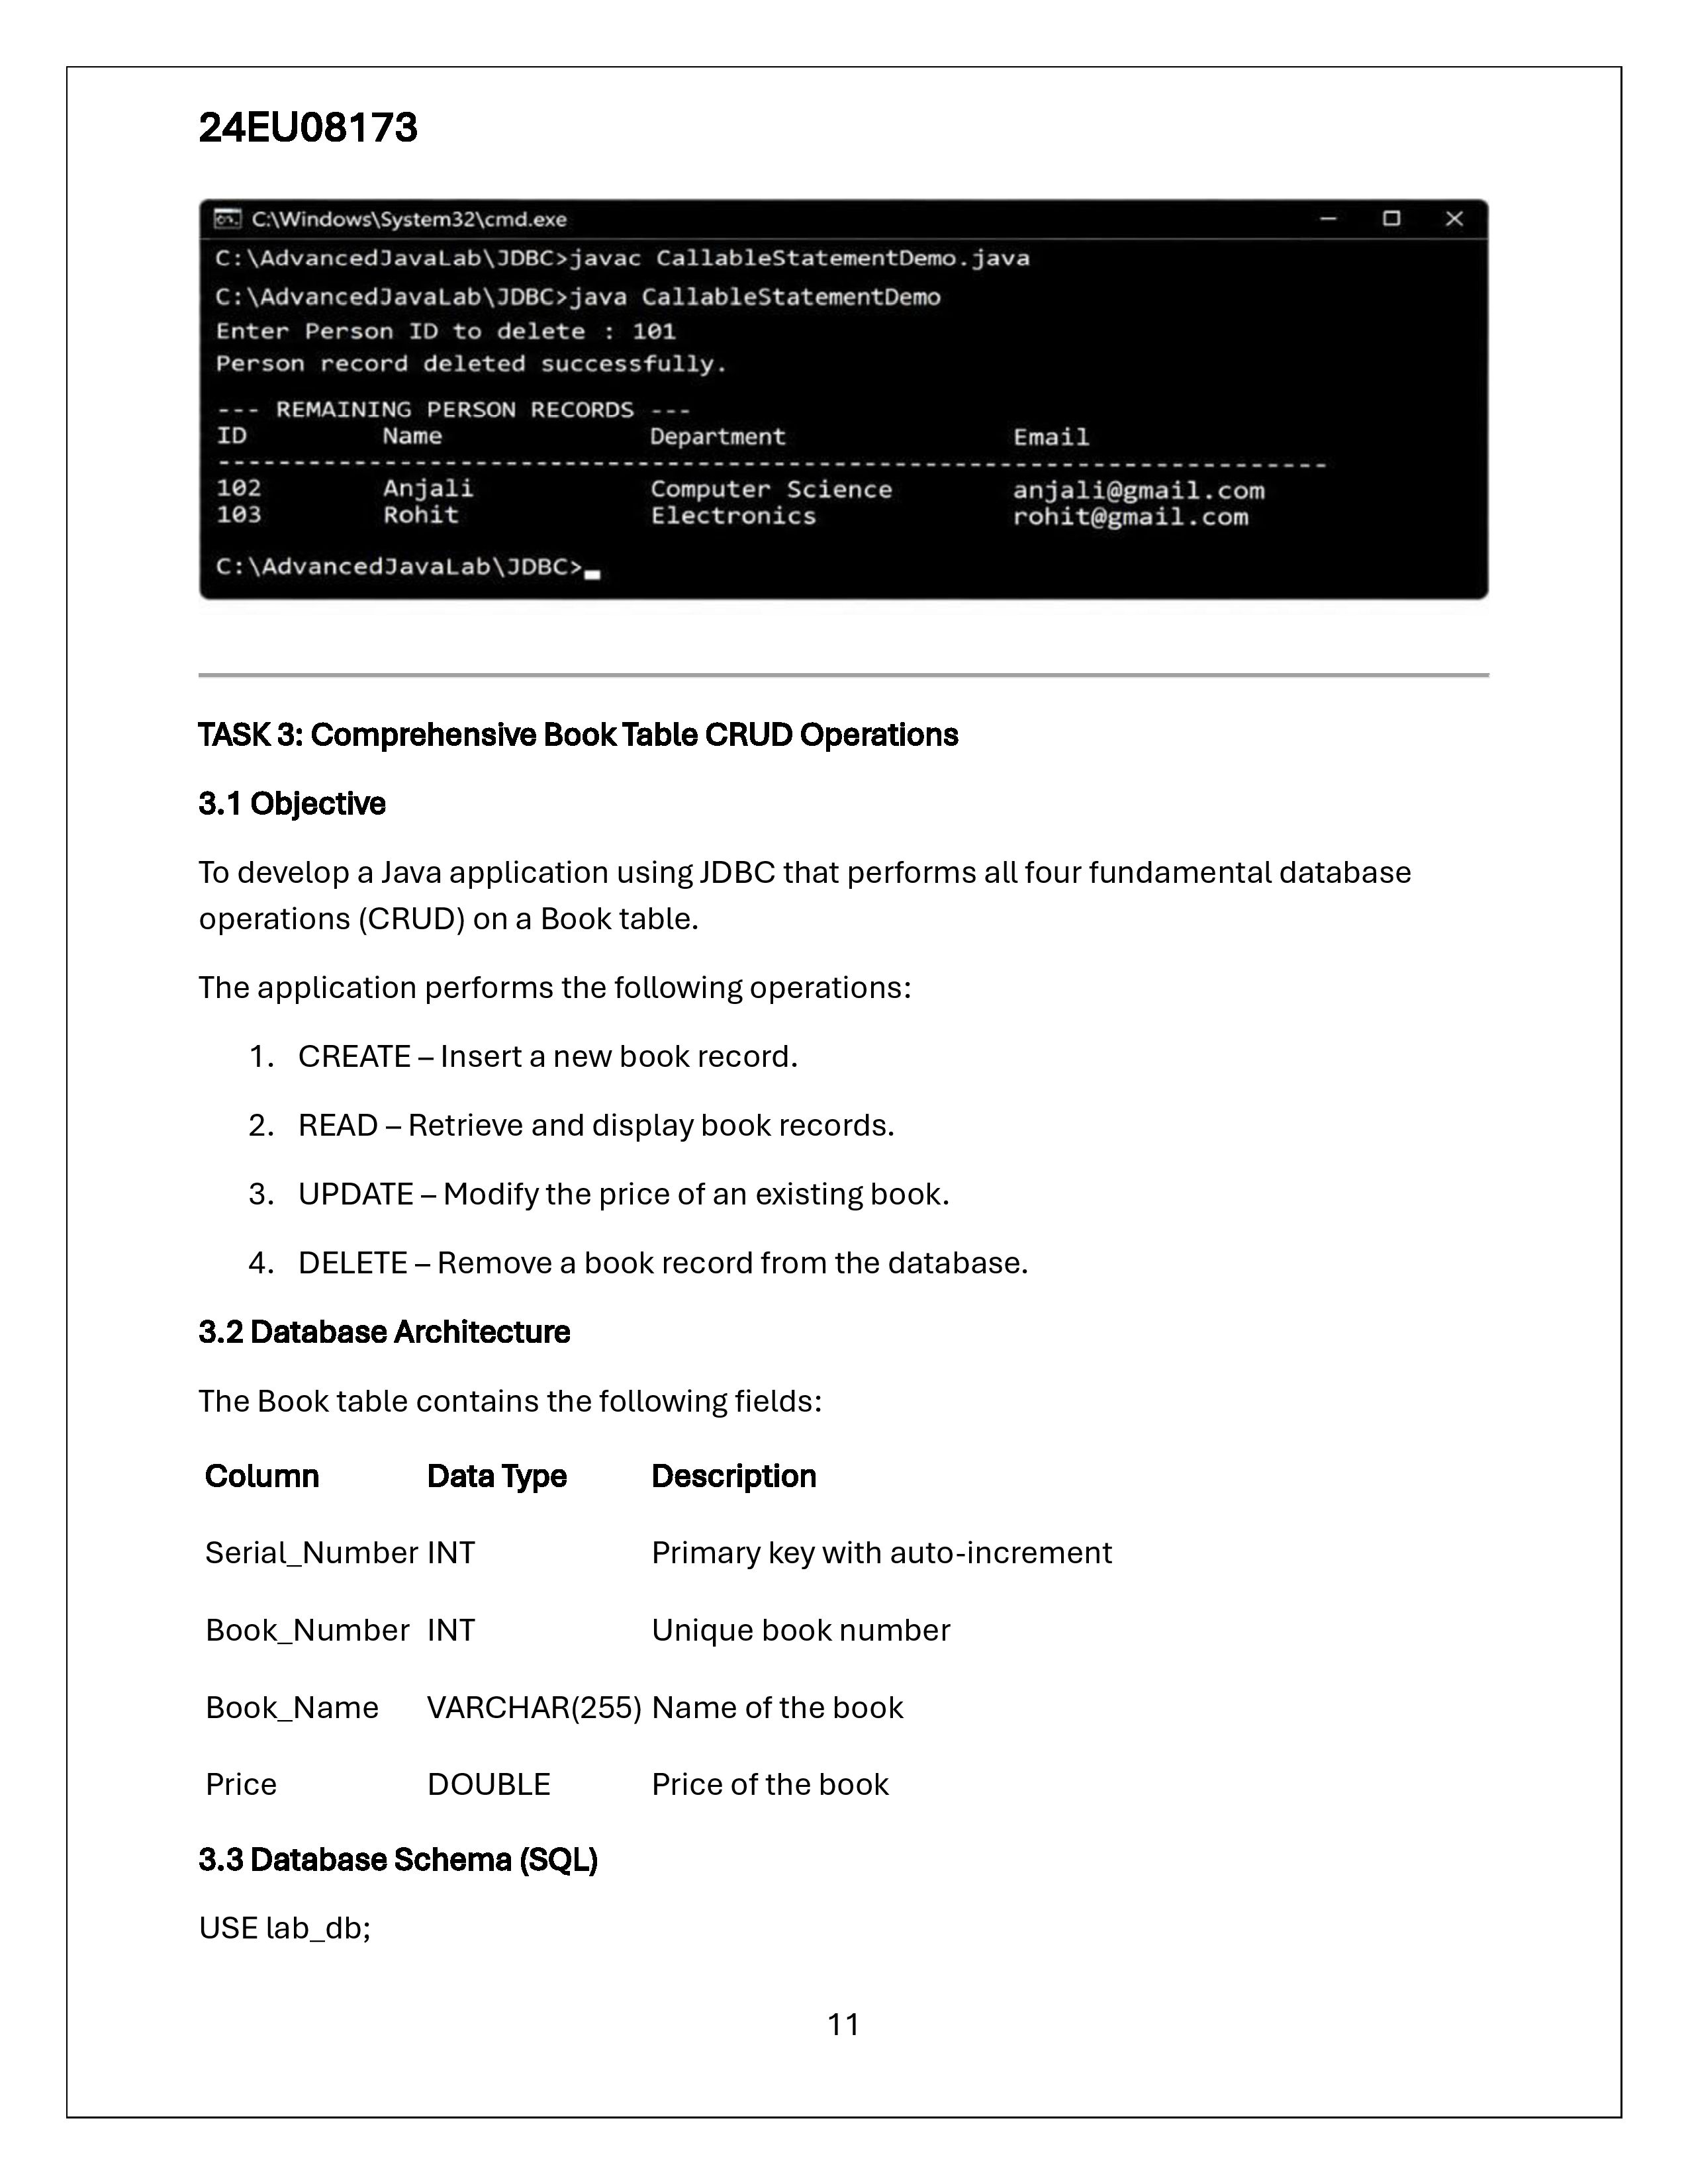 24EU08173
C:\Windows\System32\cmd.exe
C:\AdvancedJavaLab\JDBC>javac CallableStatementDemo.java
C:\AdvancedJavaLab\JDBC>java CallableStatementDemo
Enter Person ID to delete : 101
Person record deleted successfully.
--- REMAINING PERSON RECORDS ---
ID Name Department Email
--------------------------------------------------------------------------
102 Anjali Computer Science anjali@gmail.com
103 Rohit Electronics rohit@gmail.com
C:\AdvancedJavaLab\JDBC>
TASK 3: Comprehensive Book Table CRUD Operations
3.1 Objective
To develop a Java application using JDBC that performs all four fundamental database
operations (CRUD) on a Book table.
The application performs the following operations:
1. CREATE – Insert a new book record.
2. READ – Retrieve and display book records.
3. UPDATE – Modify the price of an existing book.
4. DELETE – Remove a book record from the database.
3.2 Database Architecture
The Book table contains the following fields:
Column Data Type Description
Serial_Number INT Primary key with auto-increment
Book_Number INT Unique book number
Book_Name VARCHAR(255) Name of the book
Price DOUBLE Price of the book
3.3 Database Schema (SQL)
USE lab_db;
11